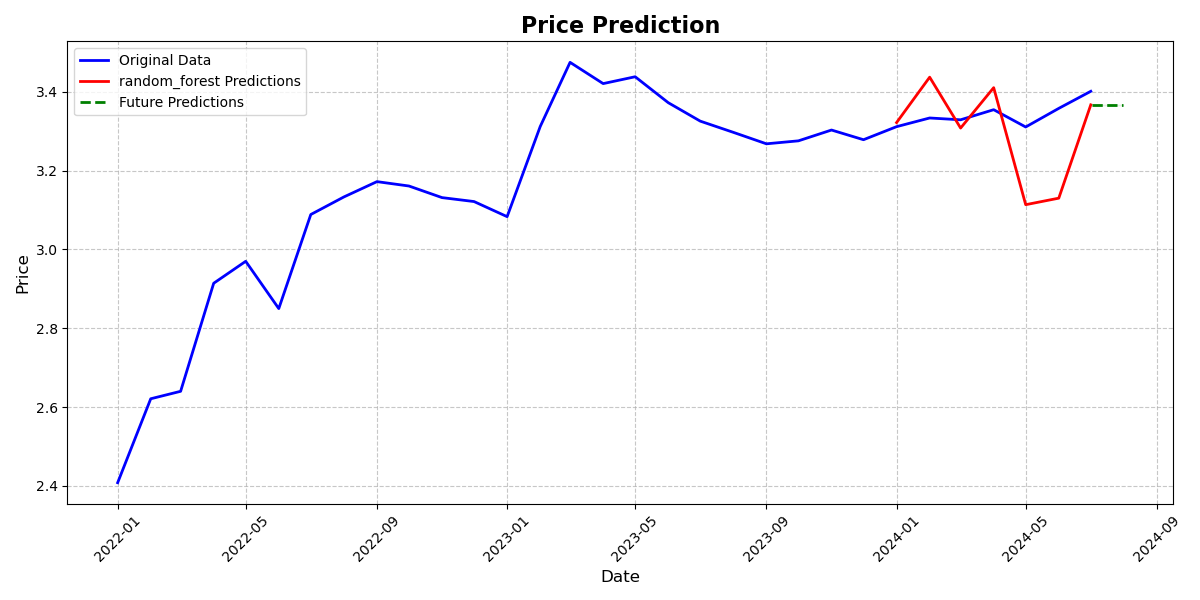 Price Prediction
Original Data
random_forest Predictions
Future Predictions
Price
3.4
3.2
3.0
2.8
2.6
2.4
2022-01
2022-05
2022-09
2023-01
2023-05
2023-09
2024-01
2024-05
2024-09
Date